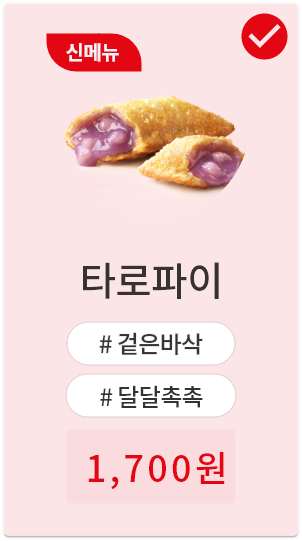 신메뉴
타로파이
# 겉은바삭
# 달달촉촉
1,700원